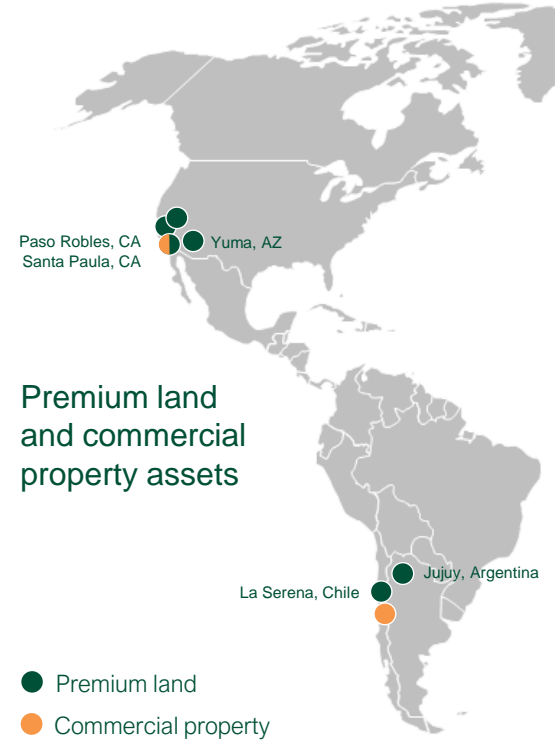 Paso Robles, CA
Santa Paula, CA
Yuma, AZ
Premium land
and commercial
property assets
Jujuy, Argentina
La Serena, Chile
Premium land
Commercial property